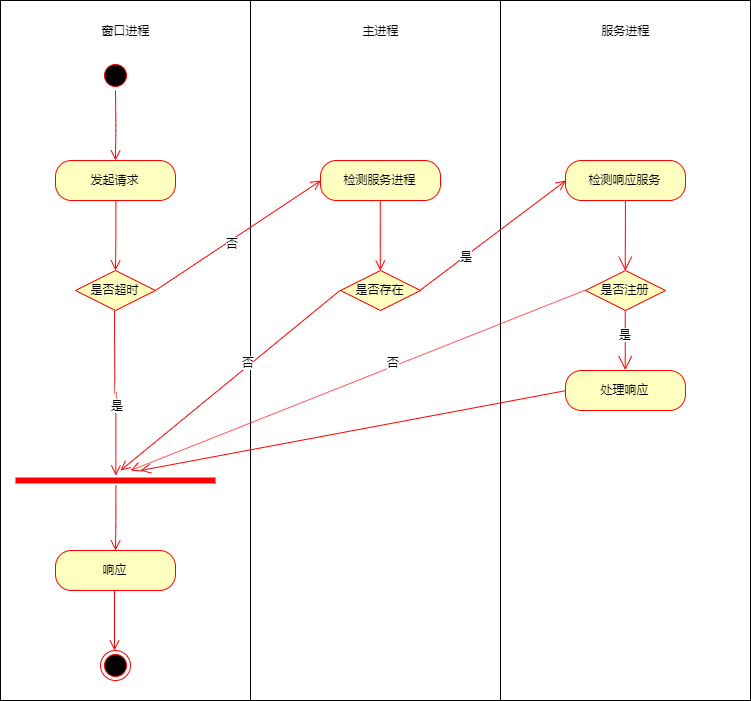 窗口进程
主进程
服务进程
发起请求
检测服务进程
检测响应服务
否
是
是否超时
是否存在
是否注册
是
否
否
处理响应
是
响应